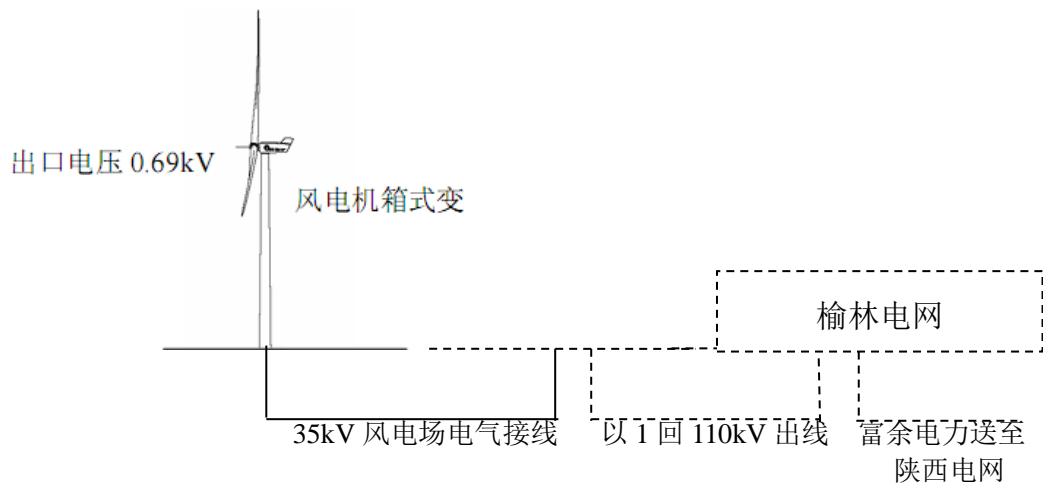 出口电压 0.69kV
风电机箱式变
榆林电网
35kV 风电场电气接线
以 1 回 110kV 出线
富余电力送至
陕西电网